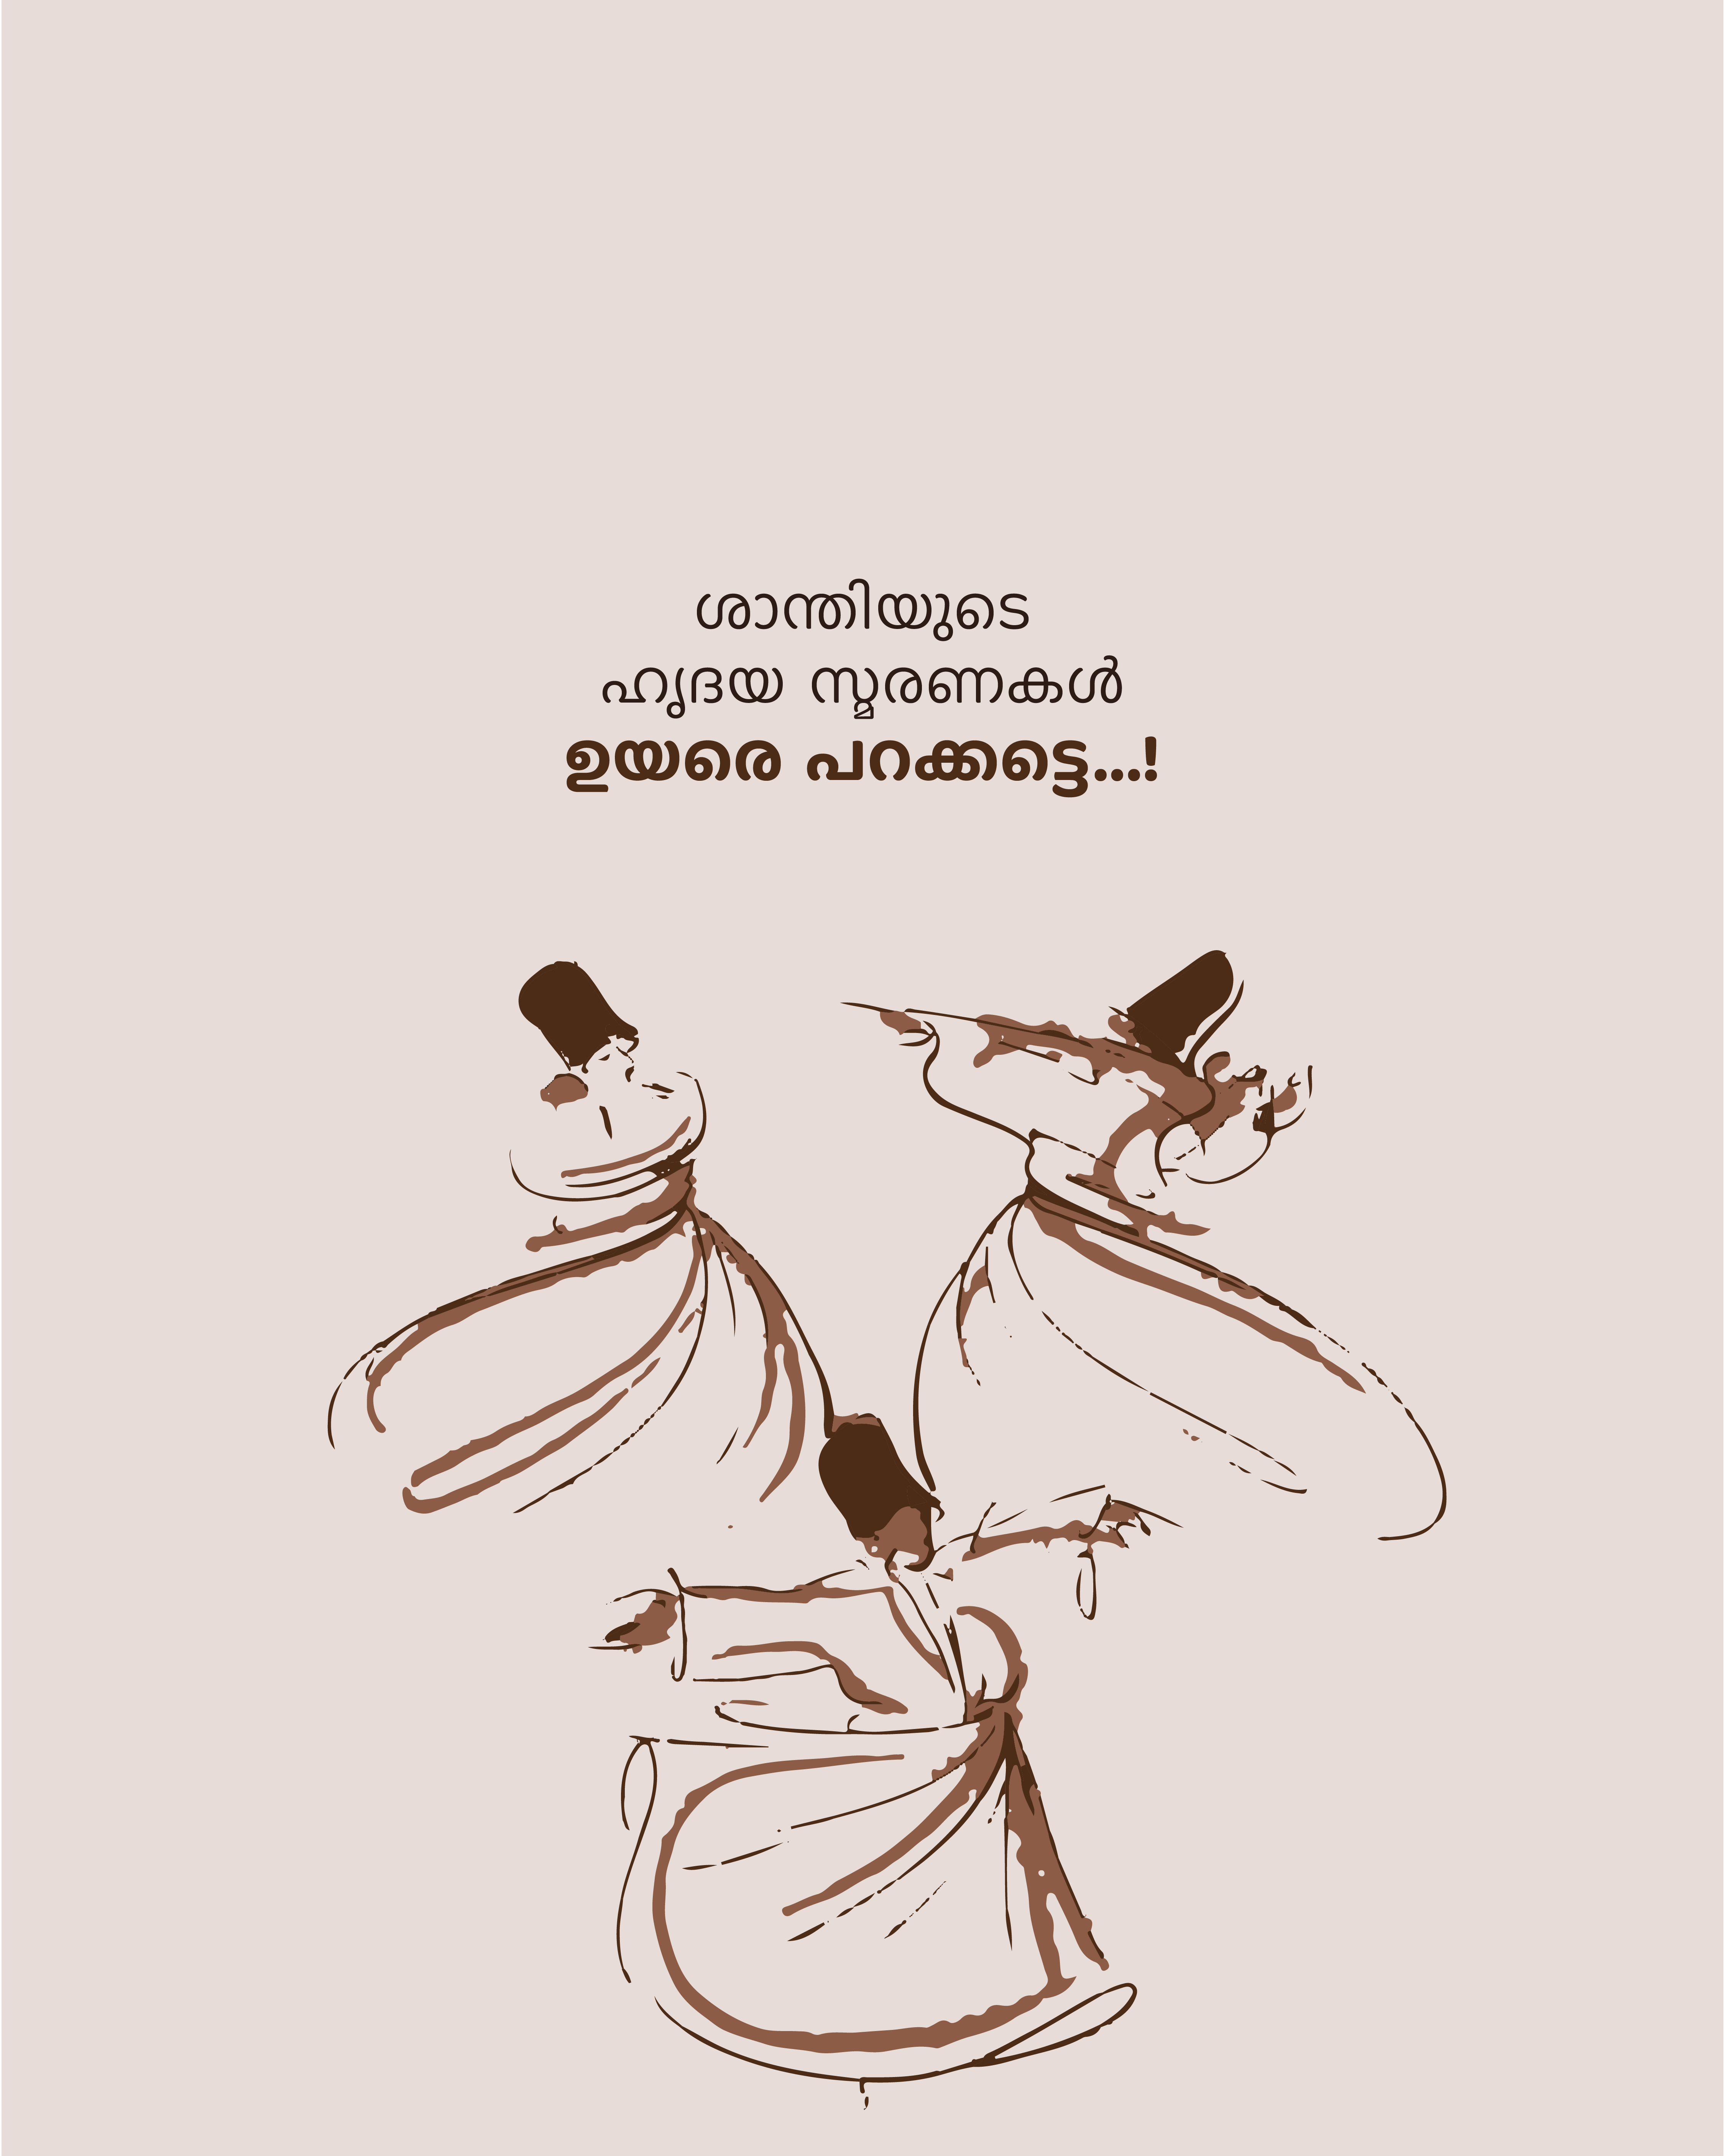 ശാന്തിയുടെ
ഹൃദയ സ്മരണകൾ
ഉയരെ പറക്കട്ടെ...!